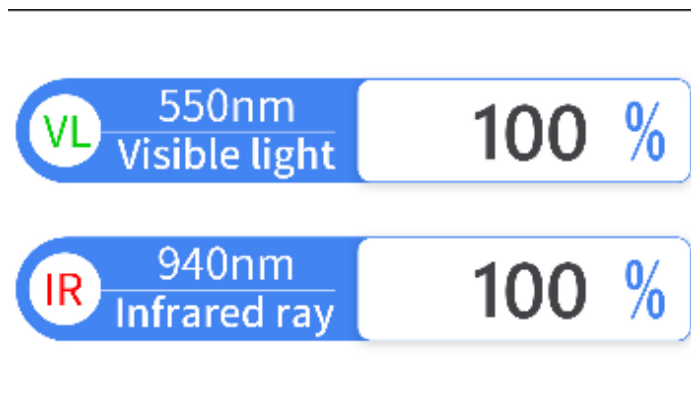 550nm
VL
Visible light
100 %
940nm
IR
Infrared ray
100 %